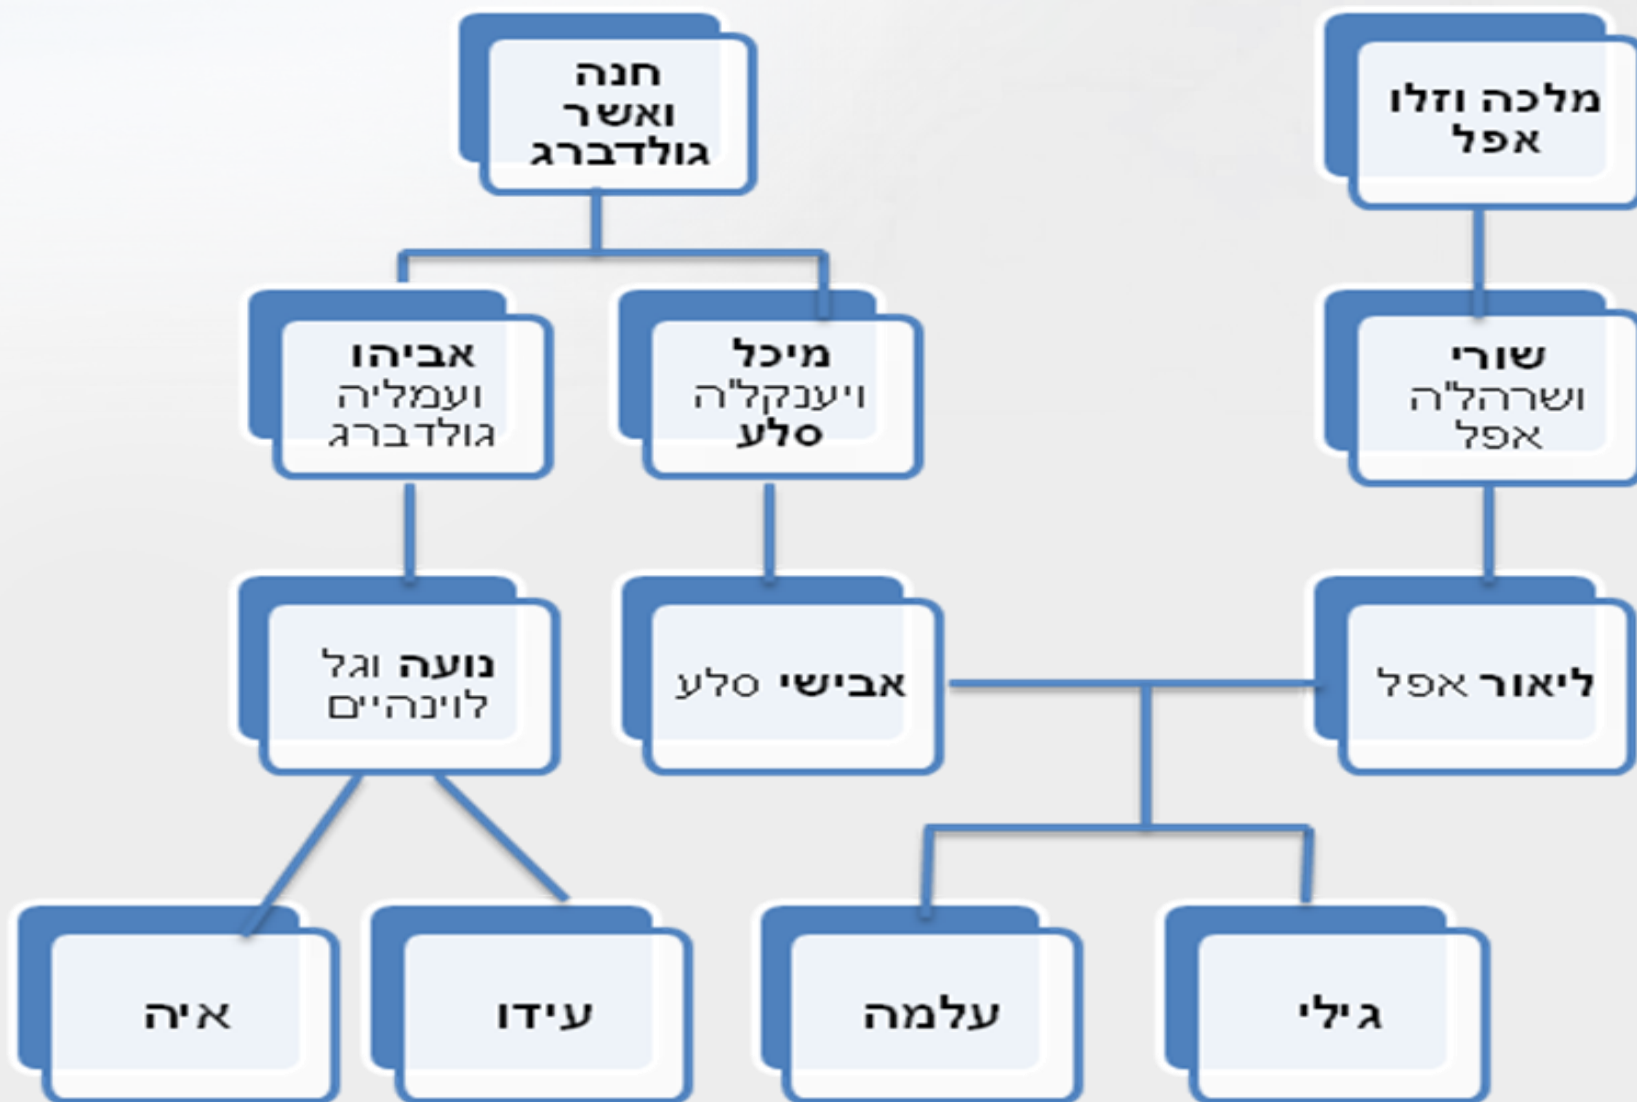 מלכה וזלו
אפל
חנה
ואשר
גולדברג
שורי
ושרהל'ה
אפל
מיכל
ויענקל'ה
סלע
אביהו
ועמליה
גולדברג
ליאור אפל
אבישי סלע
נועה וגל
לוינהיים
גילי
עלמה
עידו
איה